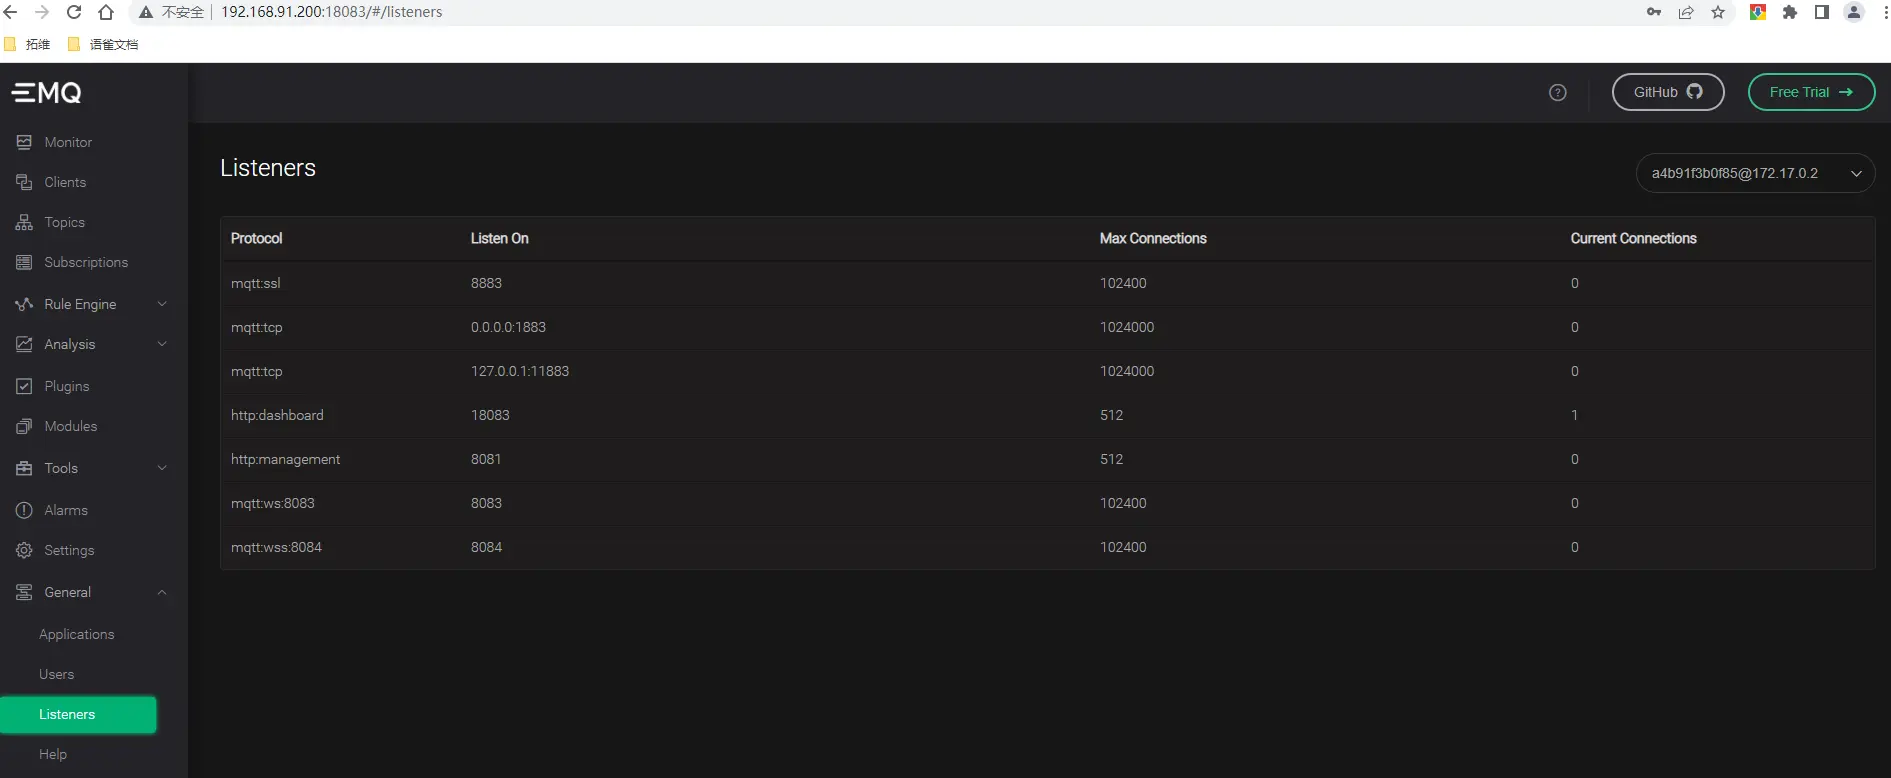 不安全 192.168.91.200:18083/#/listeners
拓维 语雀文档
EMQ
GitHub Free Trial →
Monitor
Clients
Topics
Subscriptions
Rule Engine
Analysis
Plugins
Modules
Tools
Alarms
Settings
General
Applications
Users
Listeners
Help
Listeners
a4b91f3b0f85@172.17.0.2
Protocol Listen On Max Connections Current Connections
mqtt:ssl 8883 102400 0
mqtt:tcp 0.0.0.0:1883 1024000 0
mqtt:tcp 127.0.0.1:11883 1024000 0
http:dashboard 18083 512 1
http:management 8081 512 0
mqtt:ws:8083 8083 102400 0
mqtt:wss:8084 8084 102400 0